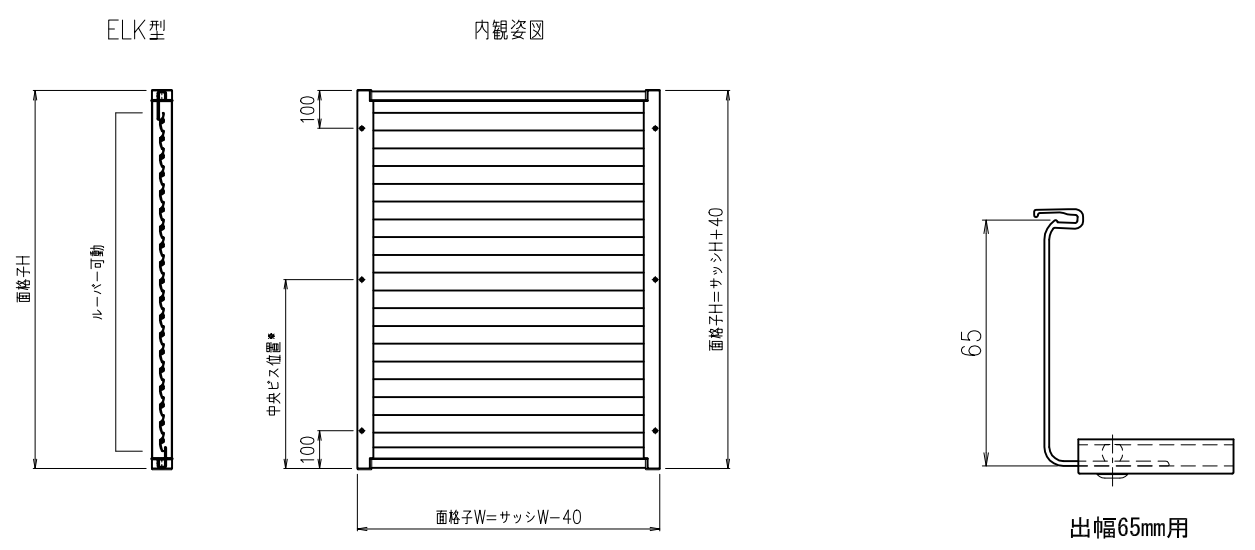 ELK型
内観姿図
面格子H
ルーバー可動
100
中央ビス位置※
100
面格子H=サッシH+40
面格子W=サッシW-40
65
出幅65mm用